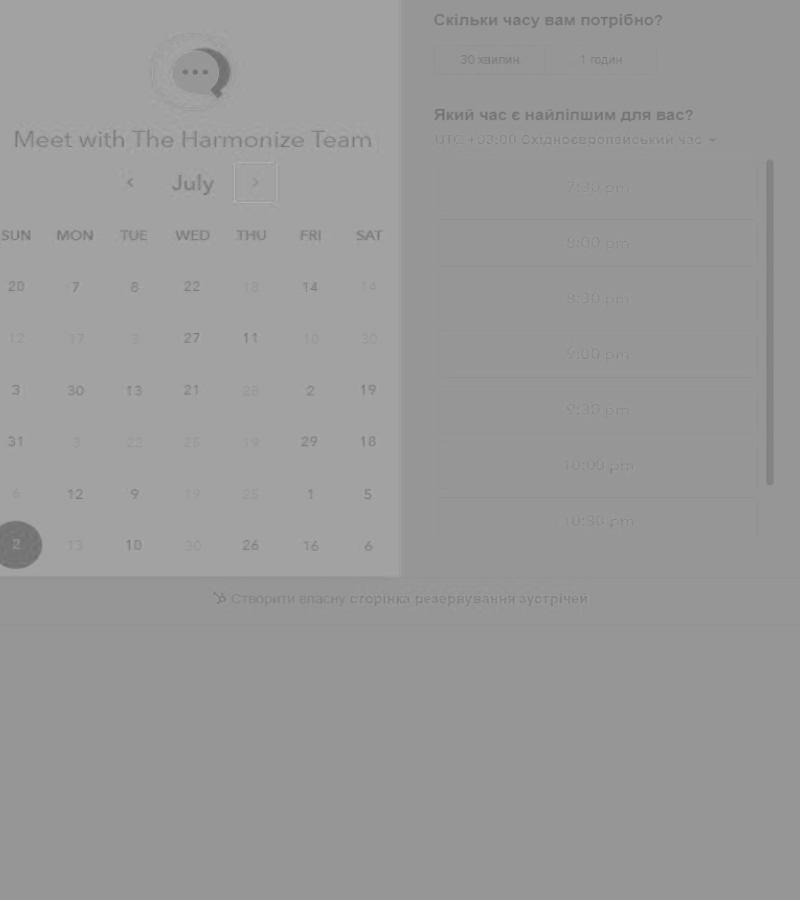 Meet with The Harmonize Team
July
SUN MON TUE WED THU FRI SAT
20 7 8 22 18 14 14
12 17 3 27 11 10 30
3 30 13 21 28 2 19
31 3 22 25 19 29 18
6 12 9 19 25 1 5
2 13 10 30 26 16 6
Скільки часу вам потрібно?
30 хвилин 1 годин
Який час є найліпшим для вас?
UTC +03:00 Східноєвропейський час
7:30 pm
8:00 pm
8:30 pm
9:00 pm
9:30 pm
10:00 pm
10:30 pm
Створити власну сторінка резервування зустрічей